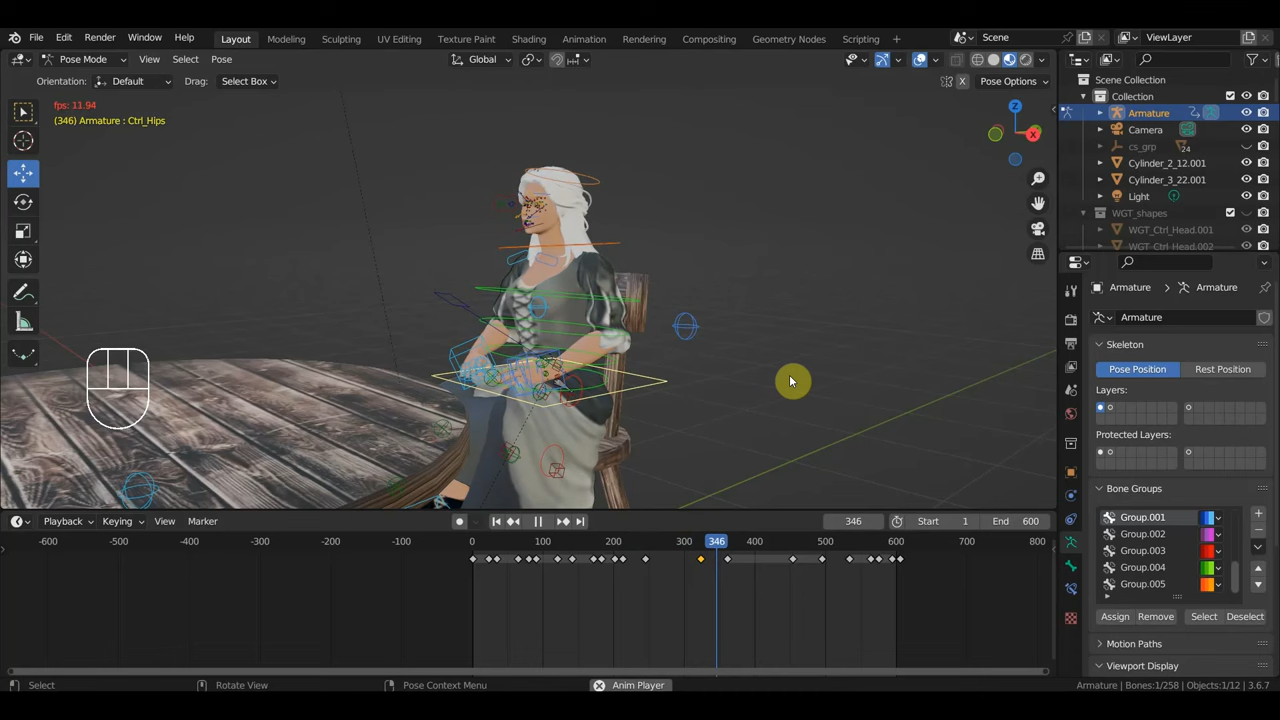 File Edit Render Window Help Layout Modeling Sculpting UV Editing Texture Paint Shading Animation Rendering Compositing Geometry Nodes Scripting + Scene ViewLayer
Pose Mode View Select Pose Global
Orientation: Default Drag: Select Box X Pose Options
Scene Collection
Collection
fps: 11.94
(346) Armature : Ctrl_Hips
Z
X
Armature
Camera
cs_grp 24
Cylinder_2_12.001
Cylinder_3_22.001
Light
WGT_shapes
WGT_Ctrl_Head.001
WGT_Ctrl_Head.002
Armature > Armature
Armature
Skeleton
Pose Position Rest Position
Layers:
Protected Layers:
Bone Groups
Group.001
Group.002
Group.003
Group.004
Group.005
Assign Remove Select Deselect
Motion Paths
Viewport Display
Playback Keying View Marker 346 Start 1 End 600
-600 -500 -400 -300 -200 -100 0 100 200 300 346 400 500 600 700 800
Select Rotate View Pose Context Menu Anim Player Armature | Bones:1/258 | Objects:1/12 | 3.6.7